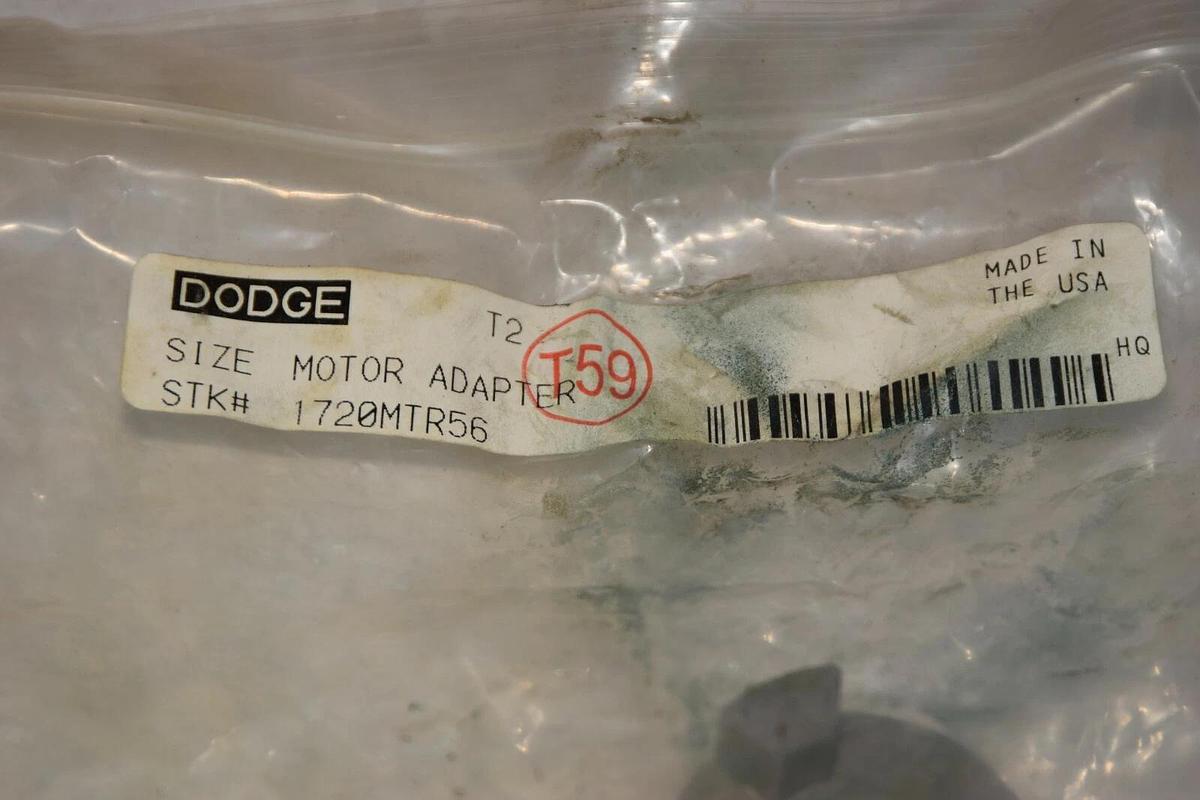 DODGE
T2
T59
MADE IN
THE USA
SIZE MOTOR ADAPTER
STK# 1720MTR56
HQ